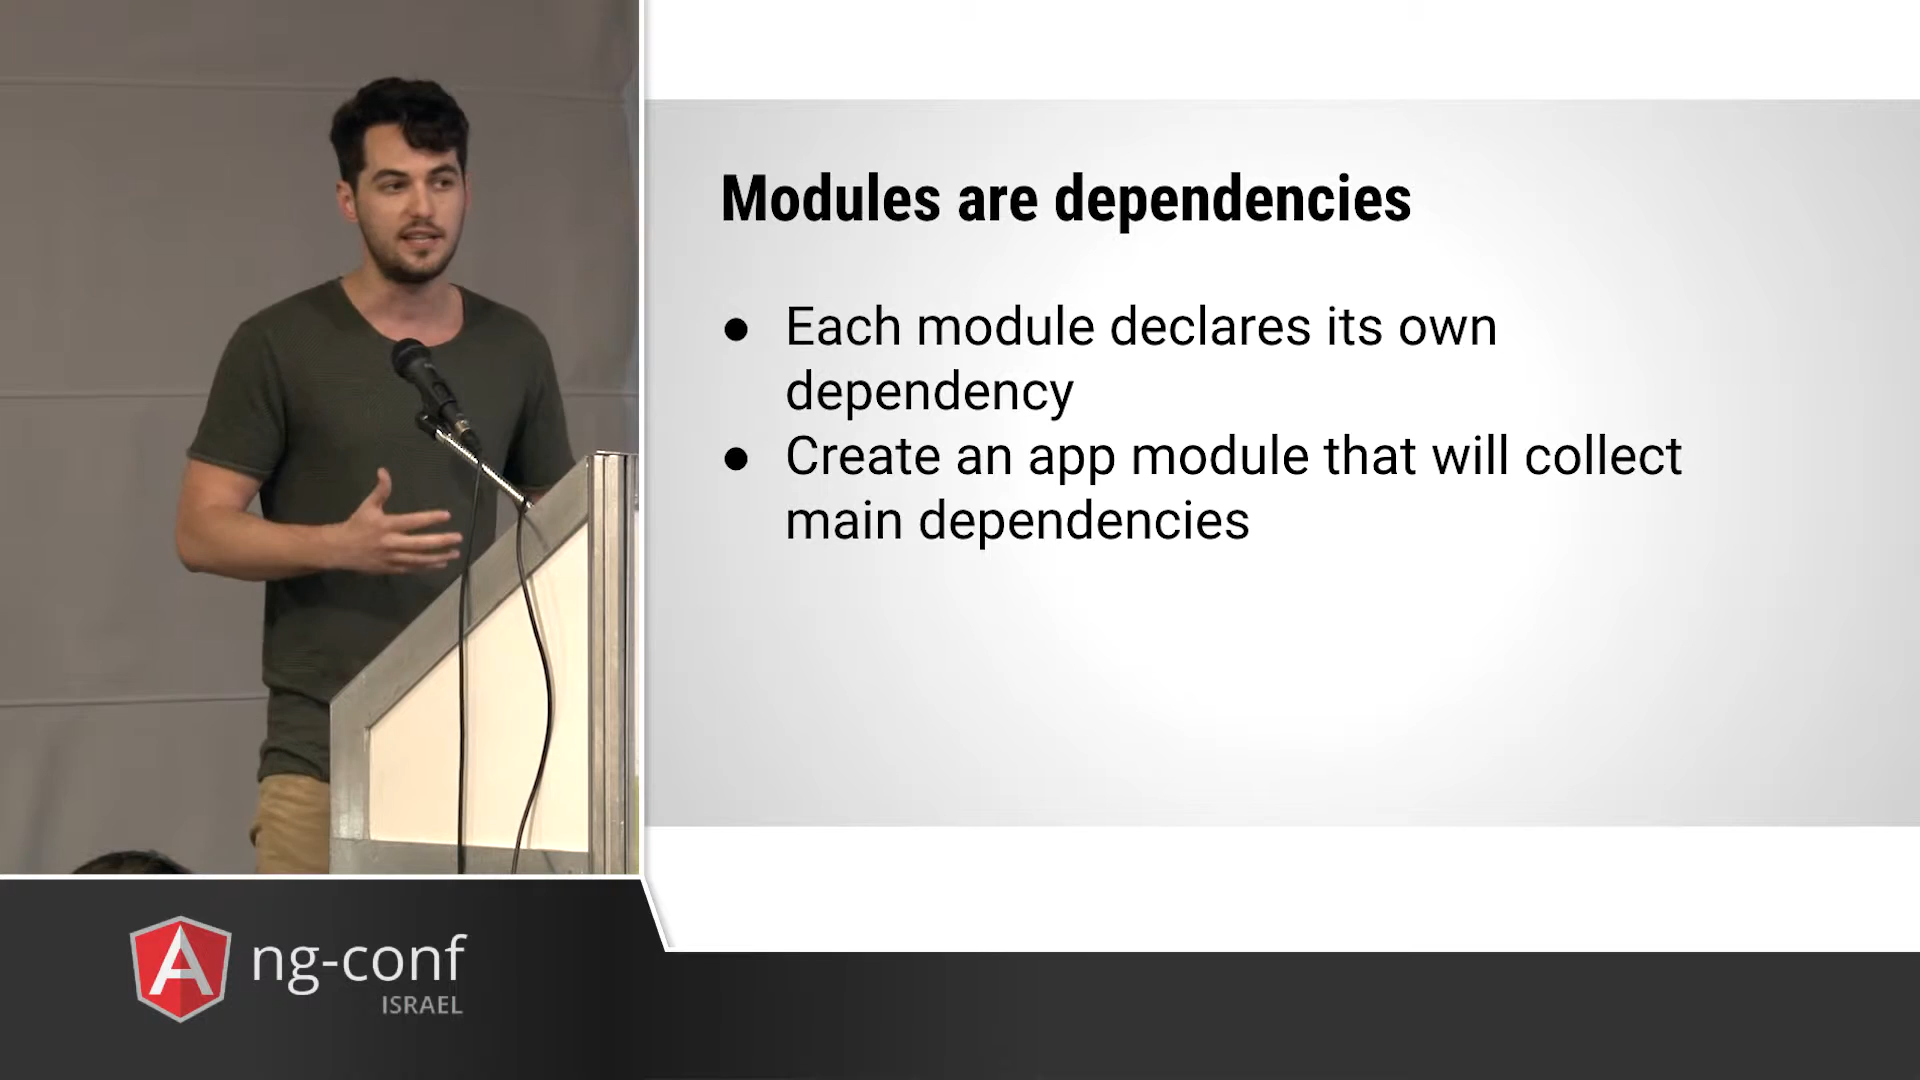 Modules are dependencies
● Each module declares its own
dependency
● Create an app module that will collect
main dependencies
A ng-conf
ISRAEL